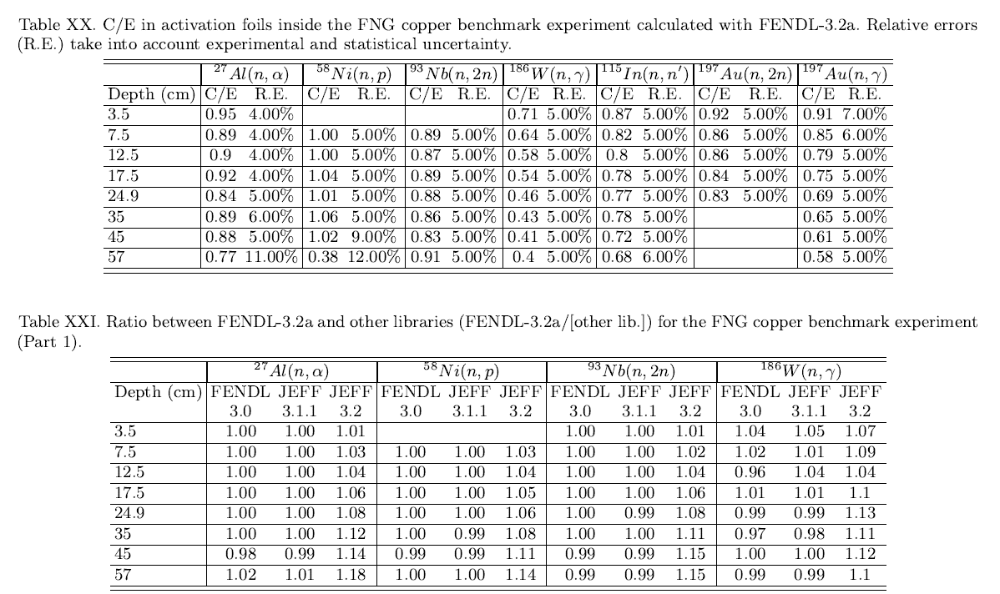 Table XX. C/E in activation foils inside the FNG copper benchmark experiment calculated with FENDL-3.2a. Relative errors
(R.E.) take into account experimental and statistical uncertainty.
²⁷Al(n, α) ⁵⁸Ni(n, p) ⁹³Nb(n, 2n) ¹⁸⁶W(n, γ) ¹¹⁵In(n, n′) ¹⁹⁷Au(n, 2n) ¹⁹⁷Au(n, γ)
Depth (cm) C/E R.E. C/E R.E. C/E R.E. C/E R.E. C/E R.E. C/E R.E. C/E R.E.
3.5 0.95 4.00% 0.71 5.00% 0.87 5.00% 0.92 5.00% 0.91 7.00%
7.5 0.89 4.00% 1.00 5.00% 0.89 5.00% 0.64 5.00% 0.82 5.00% 0.86 5.00% 0.85 6.00%
12.5 0.9 4.00% 1.00 5.00% 0.87 5.00% 0.58 5.00% 0.8 5.00% 0.86 5.00% 0.79 5.00%
17.5 0.92 4.00% 1.04 5.00% 0.89 5.00% 0.54 5.00% 0.78 5.00% 0.84 5.00% 0.75 5.00%
24.9 0.84 5.00% 1.01 5.00% 0.88 5.00% 0.46 5.00% 0.77 5.00% 0.83 5.00% 0.69 5.00%
35 0.89 6.00% 1.06 5.00% 0.86 5.00% 0.43 5.00% 0.78 5.00% 0.65 5.00%
45 0.88 5.00% 1.02 9.00% 0.83 5.00% 0.41 5.00% 0.72 5.00% 0.61 5.00%
57 0.77 11.00% 0.38 12.00% 0.91 5.00% 0.4 5.00% 0.68 6.00% 0.58 5.00%
Table XXI. Ratio between FENDL-3.2a and other libraries (FENDL-3.2a/[other lib.]) for the FNG copper benchmark experiment
(Part 1).
²⁷Al(n, α) ⁵⁸Ni(n, p) ⁹³Nb(n, 2n) ¹⁸⁶W(n, γ)
Depth (cm) FENDL JEFF JEFF FENDL JEFF JEFF FENDL JEFF JEFF FENDL JEFF JEFF
3.0 3.1.1 3.2 3.0 3.1.1 3.2 3.0 3.1.1 3.2 3.0 3.1.1 3.2
3.5 1.00 1.00 1.01 1.00 1.00 1.01 1.04 1.05 1.07
7.5 1.00 1.00 1.03 1.00 1.00 1.03 1.00 1.00 1.02 1.02 1.01 1.09
12.5 1.00 1.00 1.04 1.00 1.00 1.04 1.00 1.00 1.04 0.96 1.04 1.04
17.5 1.00 1.00 1.06 1.00 1.00 1.05 1.00 1.00 1.06 1.01 1.01 1.1
24.9 1.00 1.00 1.08 1.00 1.00 1.06 1.00 0.99 1.08 0.99 0.99 1.13
35 1.00 1.00 1.12 1.00 0.99 1.08 1.00 1.00 1.11 0.97 0.98 1.11
45 0.98 0.99 1.14 0.99 0.99 1.11 0.99 0.99 1.15 1.00 1.00 1.12
57 1.02 1.01 1.18 1.00 1.00 1.14 0.99 0.99 1.15 0.99 0.99 1.1